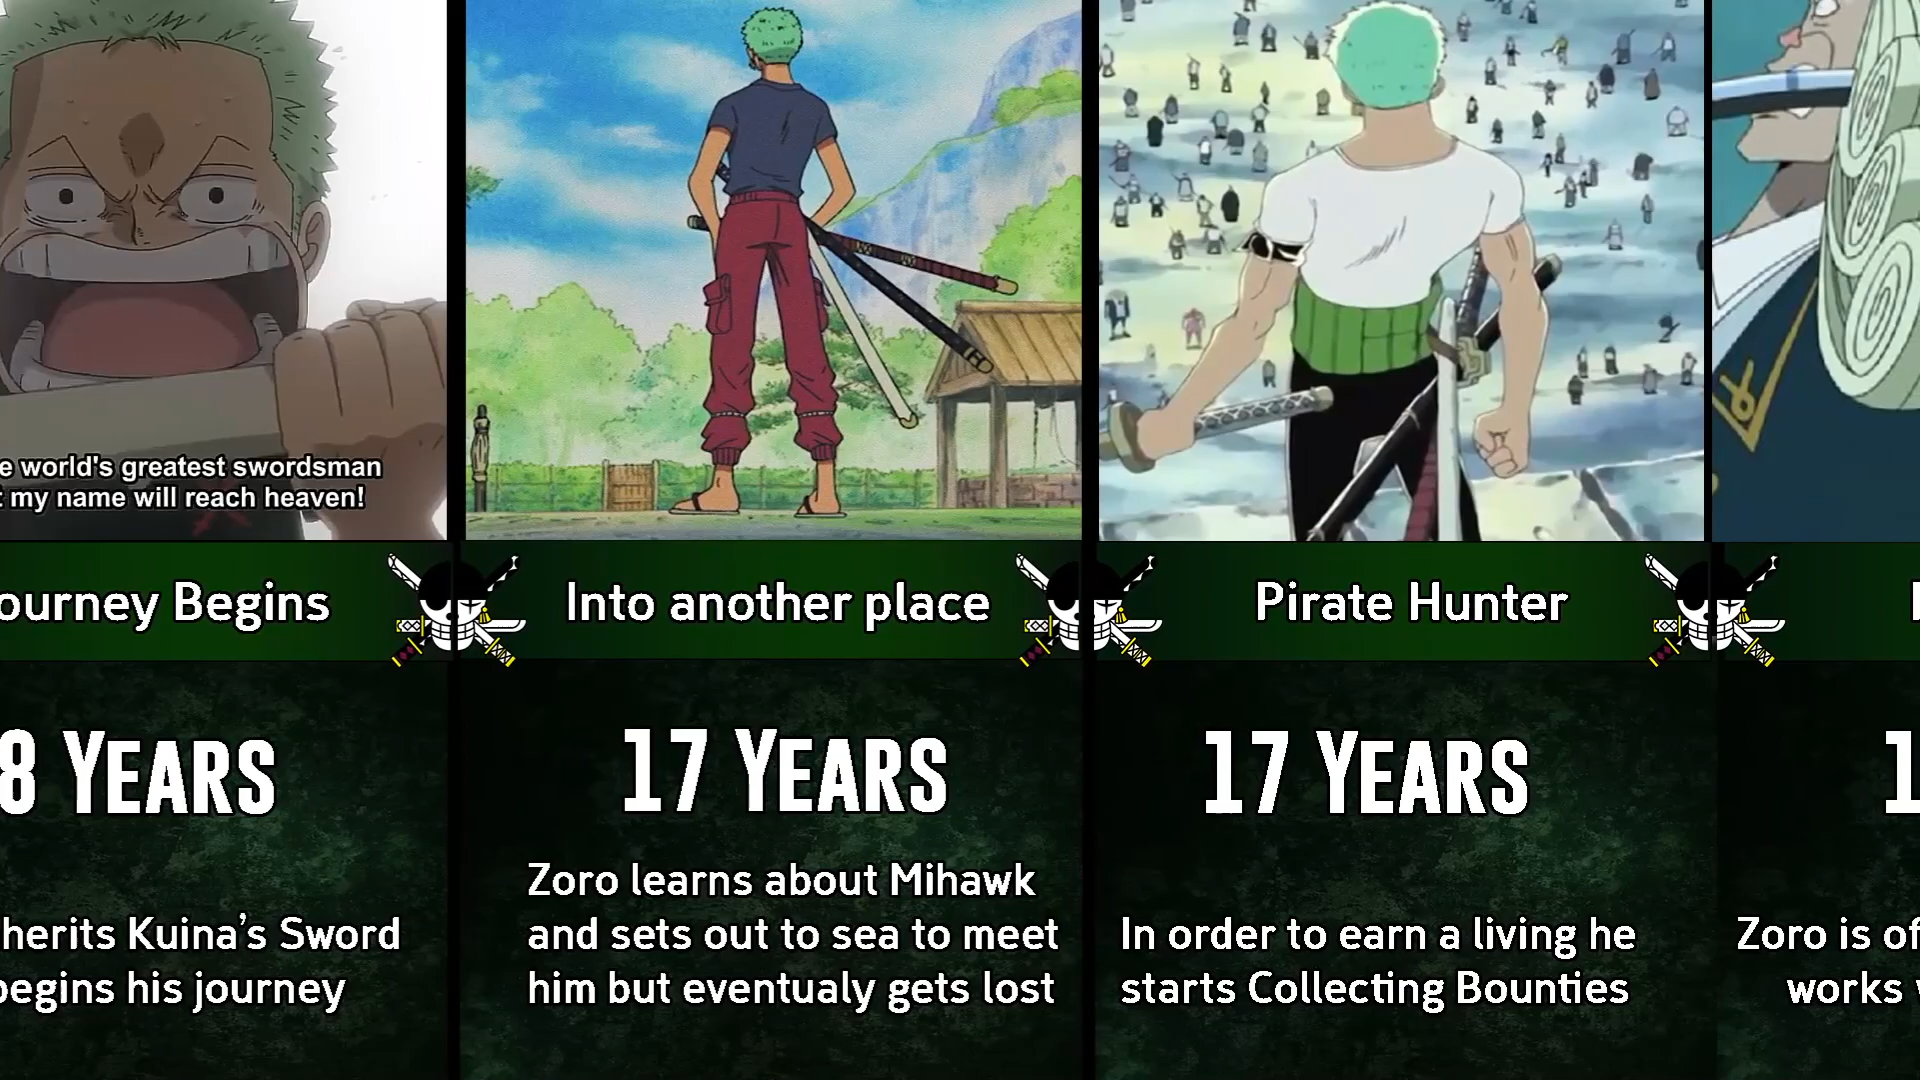 e world's greatest swordsman
my name will reach heaven!
ourney Begins
8 Years
herits Kuina's Sword
begins his journey
Into another place
17 Years
Zoro learns about Mihawk
and sets out to sea to meet
him but eventualy gets lost
Pirate Hunter
17 Years
In order to earn a living he
starts Collecting Bounties
1
Zoro is of
works